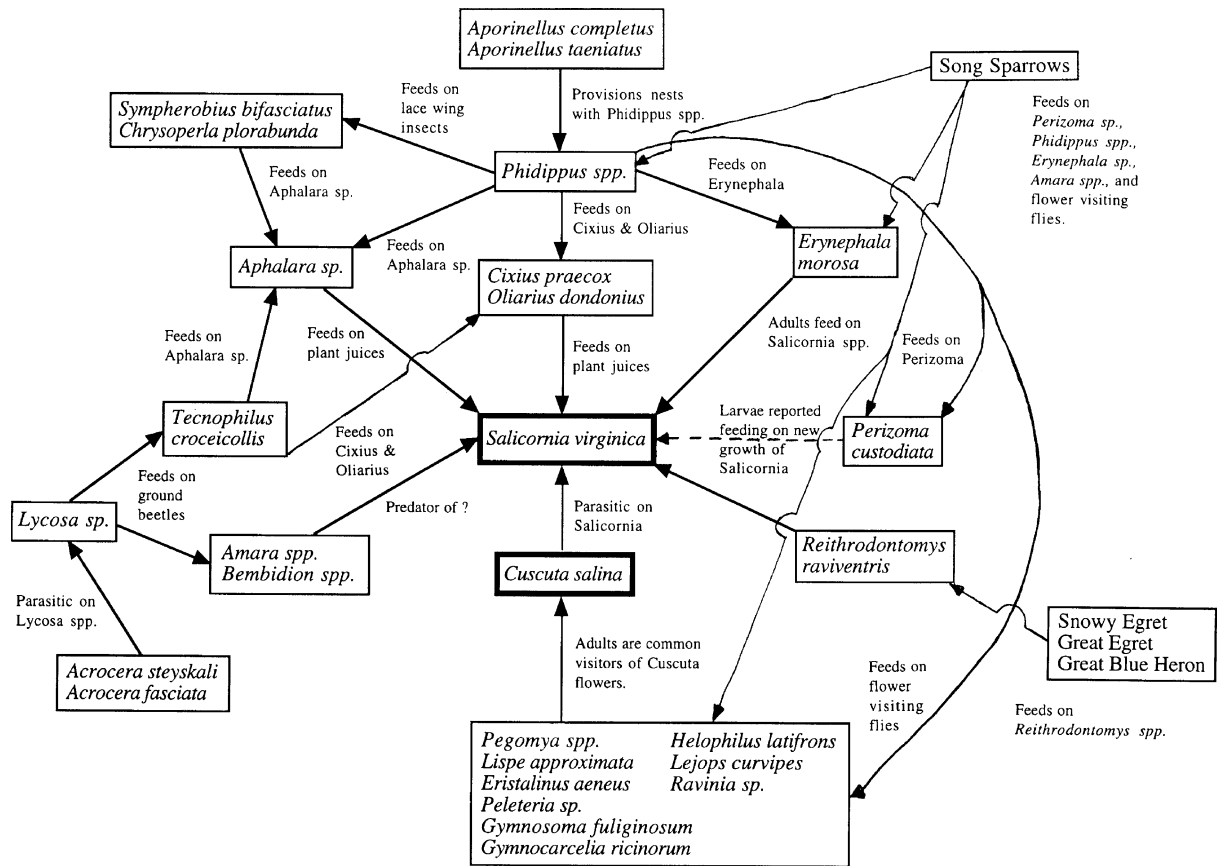 Aporinellus completus
Aporinellus taeniatus
Song Sparrows
Feeds on
Perizoma sp.,
Phidippus spp.,
Erynephala sp.,
Amara spp., and
flower visiting
flies.
Provisions nests
with Phidippus spp.
Feeds on
lace wing
insects
Sympherobius bifasciatus
Chrysoperla plorabunda
Phidippus spp.
Feeds on
Erynephala
Feeds on
Aphalara sp.
Feeds on
Cixius & Oliarius
Feeds on
Aphalara sp.
Aphalara sp.
Cixius praecox
Oliarius dondonius
Erynephala
morosa
Feeds on
Aphalara sp.
Feeds on
plant juices
Feeds on
plant juices
Adults feed on
Salicornia spp.
Feeds on
Perizoma
Tecnophilus
croceicollis
Feeds on
Cixius &
Oliarius
Salicornia virginica
Larvae reported
feeding on new
growth of
Salicornia
Perizoma
custodiata
Feeds on
ground
beetles
Lycosa sp.
Predator of ?
Amara spp.
Bembidion spp.
Parasitic on
Salicornia
Reithrodontomys
raviventris
Cuscuta salina
Parasitic on
Lycosa spp.
Acrocera steyskali
Acrocera fasciata
Adults are common
visitors of Cuscuta
flowers.
Feeds on
flower
visiting
flies
Snowy Egret
Great Egret
Great Blue Heron
Feeds on
Reithrodontomys spp.
Pegomya spp.
Lispe approximata
Eristalinus aeneus
Peleteria sp.
Gymnosoma fuliginosum
Gymnocarcelia ricinorum
Helophilus latifrons
Lejops curvipes
Ravinia sp.